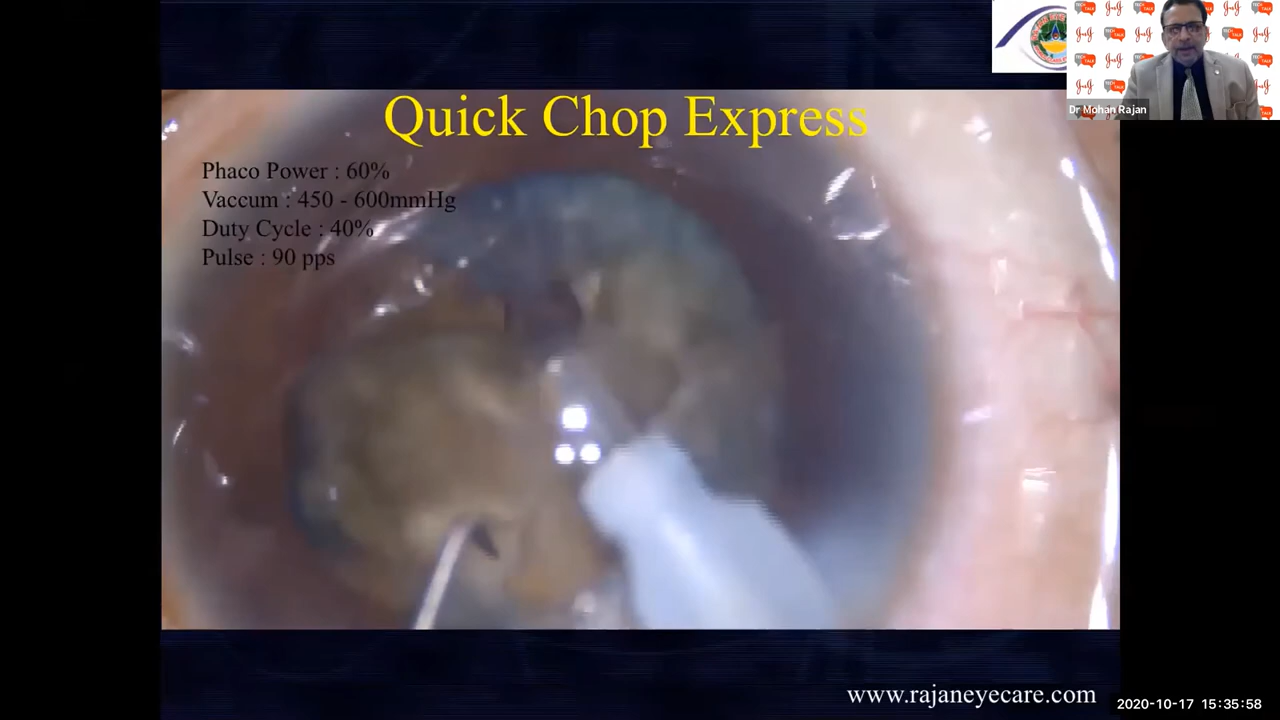 Quick Chop Express
Phaco Power : 60%
Vaccum : 450 - 600mmHg
Duty Cycle : 40%
Pulse : 90 pps
Dr Mohan Rajan
www.rajaneyecare.com
2020-10-17 15:35:58